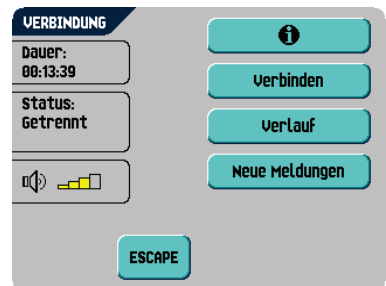 VERBINDUNG
Dauer:
00:13:39
Status:
Getrennt
Verbinden
Verlauf
Neue Meldungen
ESCAPE